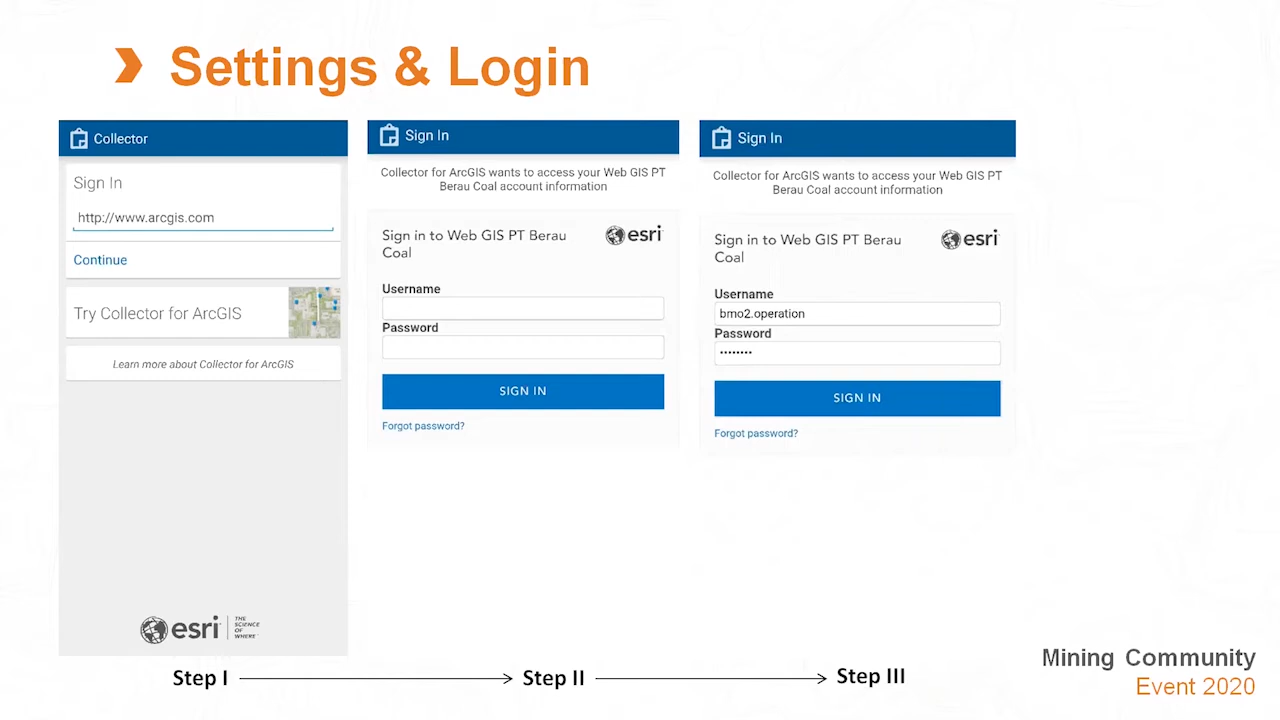 Settings & Login
Collector
Sign In
http://www.arcgis.com
Continue
Try Collector for ArcGIS
Learn more about Collector for ArcGIS
esri
THE
SCIENCE
OF
WHERE
Sign In
Collector for ArcGIS wants to access your Web GIS PT
Berau Coal account information
Sign in to Web GIS PT Berau
Coal
esri
Username
Password
SIGN IN
Forgot password?
Sign In
Collector for ArcGIS wants to access your Web GIS PT
Berau Coal account information
Sign in to Web GIS PT Berau
Coal
esri
Username
bmo2.operation
Password
••••••••
SIGN IN
Forgot password?
Step I
Step II
Step III
Mining Community
Event 2020